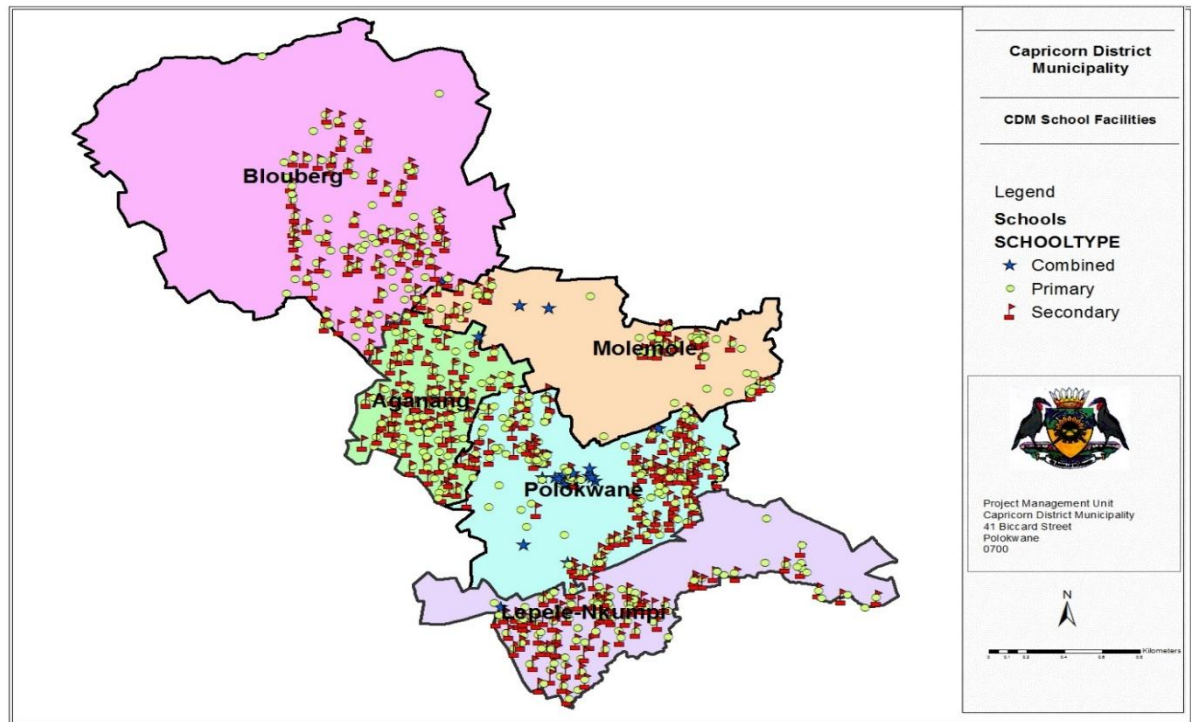 Blouberg
Molemole
Aganang
Polokwane
Lepele-Nkumpi
Capricorn District
Municipality
CDM School Facilities
Legend
Schools
SCHOOLTYPE
Combined
Primary
Secondary
Project Management Unit
Capricorn District Municipality
41 Biccard Street
Polokwane
0700
N
Kilometers